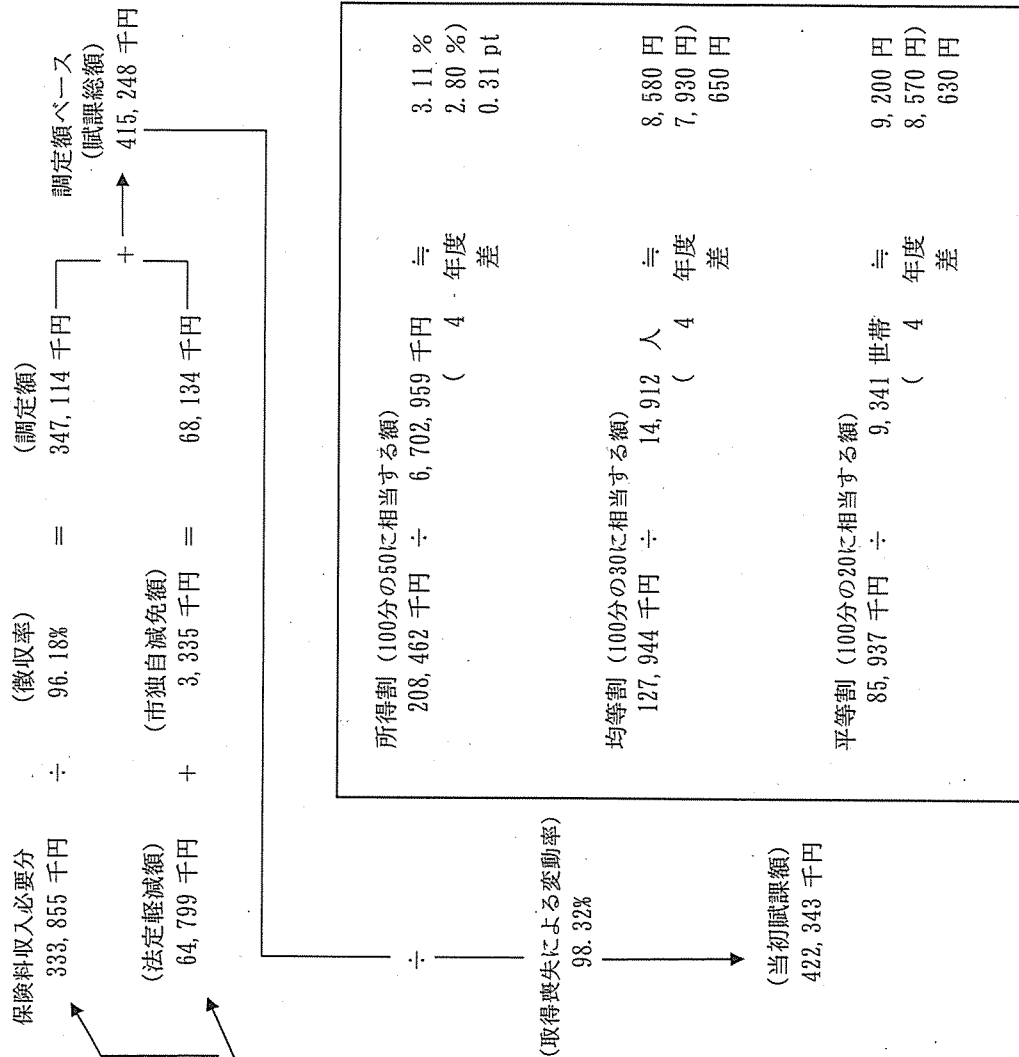 保険料収入必要分 (徴収率) (調定額)
333,855 千円 ÷ 96.18% = 347,114 千円
調定額ベース
(賦課総額)
+ 415,248 千円
(法定軽減額) (市独自減免額)
64,799 千円 + 3,335 千円 = 68,134 千円
÷
(取得喪失による変動率)
98.32%
(当初賦課額)
422,343 千円
所得割 (100分の50に相当する額)
208,462 千円 ÷ 6,702,959 千円 ≒ 3.11 %
( 4 年度 2.80 %)
差 0.31 pt
均等割 (100分の30に相当する額)
127,944 千円 ÷ 14,912 人 ≒ 8,580 円
( 4 年度 7,930 円)
差 650 円
平等割 (100分の20に相当する額)
85,937 千円 ÷ 9,341 世帯 ≒ 9,200 円
( 4 年度 8,570 円)
差 630 円